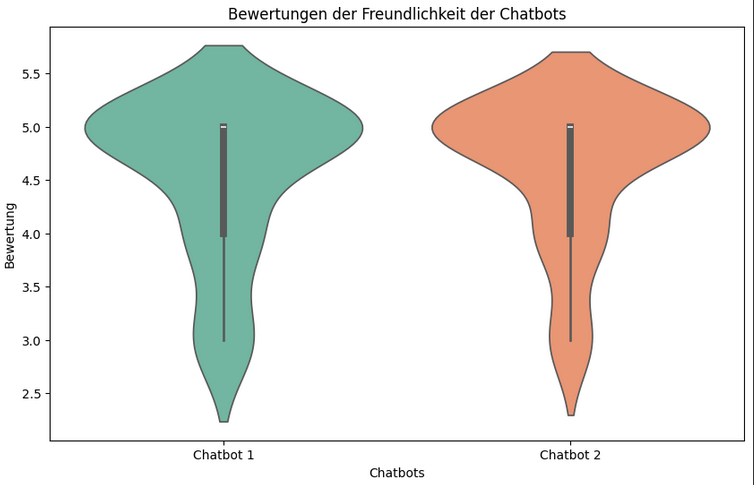 Bewertungen der Freundlichkeit der Chatbots
Bewertung
5.5
5.0
4.5
4.0
3.5
3.0
2.5
Chatbot 1
Chatbot 2
Chatbots